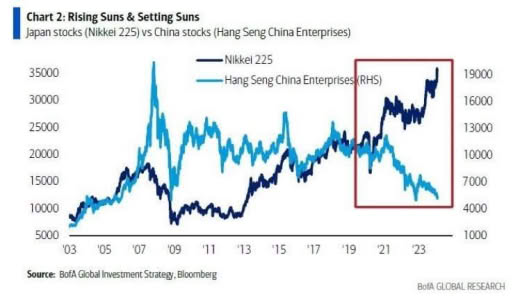 Chart 2: Rising Suns & Setting Suns
Japan stocks (Nikkei 225) vs China stocks (Hang Seng China Enterprises)
Nikkei 225
Hang Seng China Enterprises (RHS)
35000
30000
25000
20000
15000
10000
5000
19000
16000
13000
10000
7000
4000
1000
'03 '05 '07 '09 '11 '13 '15 '17 '19 '21 '23
Source: BofA Global Investment Strategy, Bloomberg
BofA GLOBAL RESEARCH